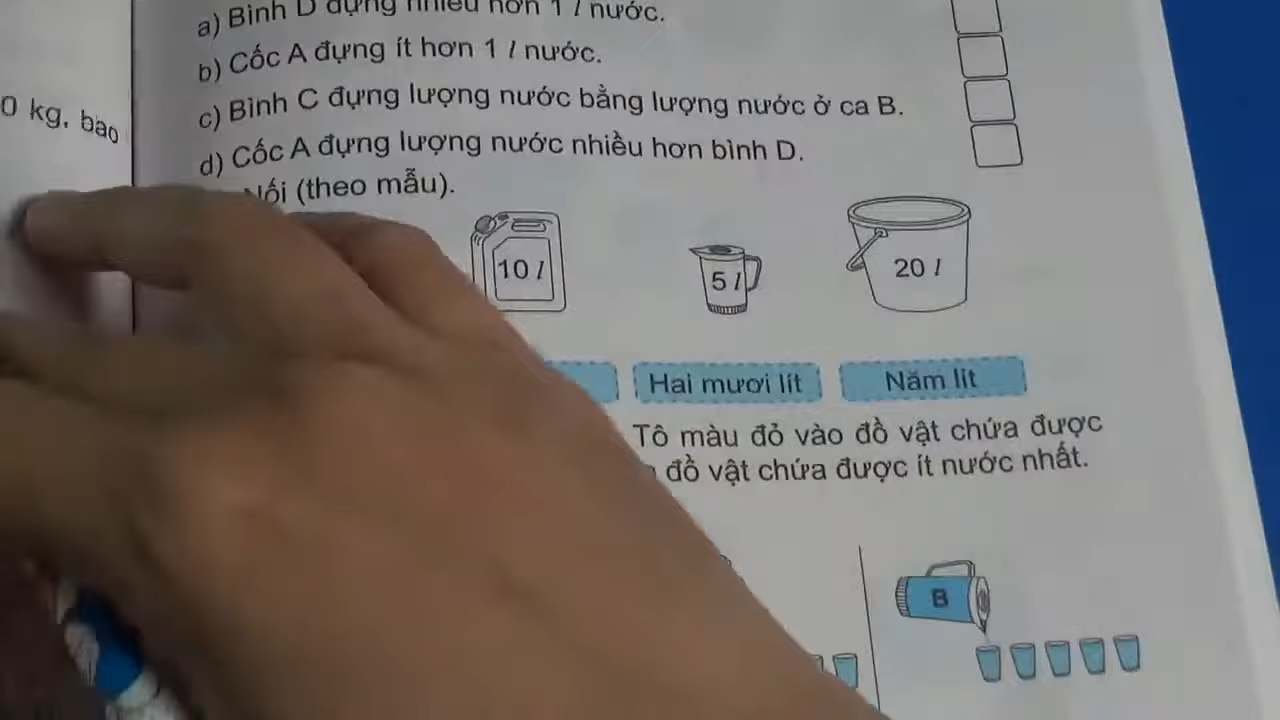 a) Bình D đựng nhiều hơn 1 l nước.
b) Cốc A đựng ít hơn 1 l nước.
c) Bình C đựng lượng nước bằng lượng nước ở ca B.
d) Cốc A đựng lượng nước nhiều hơn bình D.
0 kg, bao
Nối (theo mẫu).
10 l
5 l
20 l
Hai mươi lít
Năm lít
Tô màu đỏ vào đồ vật chứa được
đồ vật chứa được ít nước nhất.
B